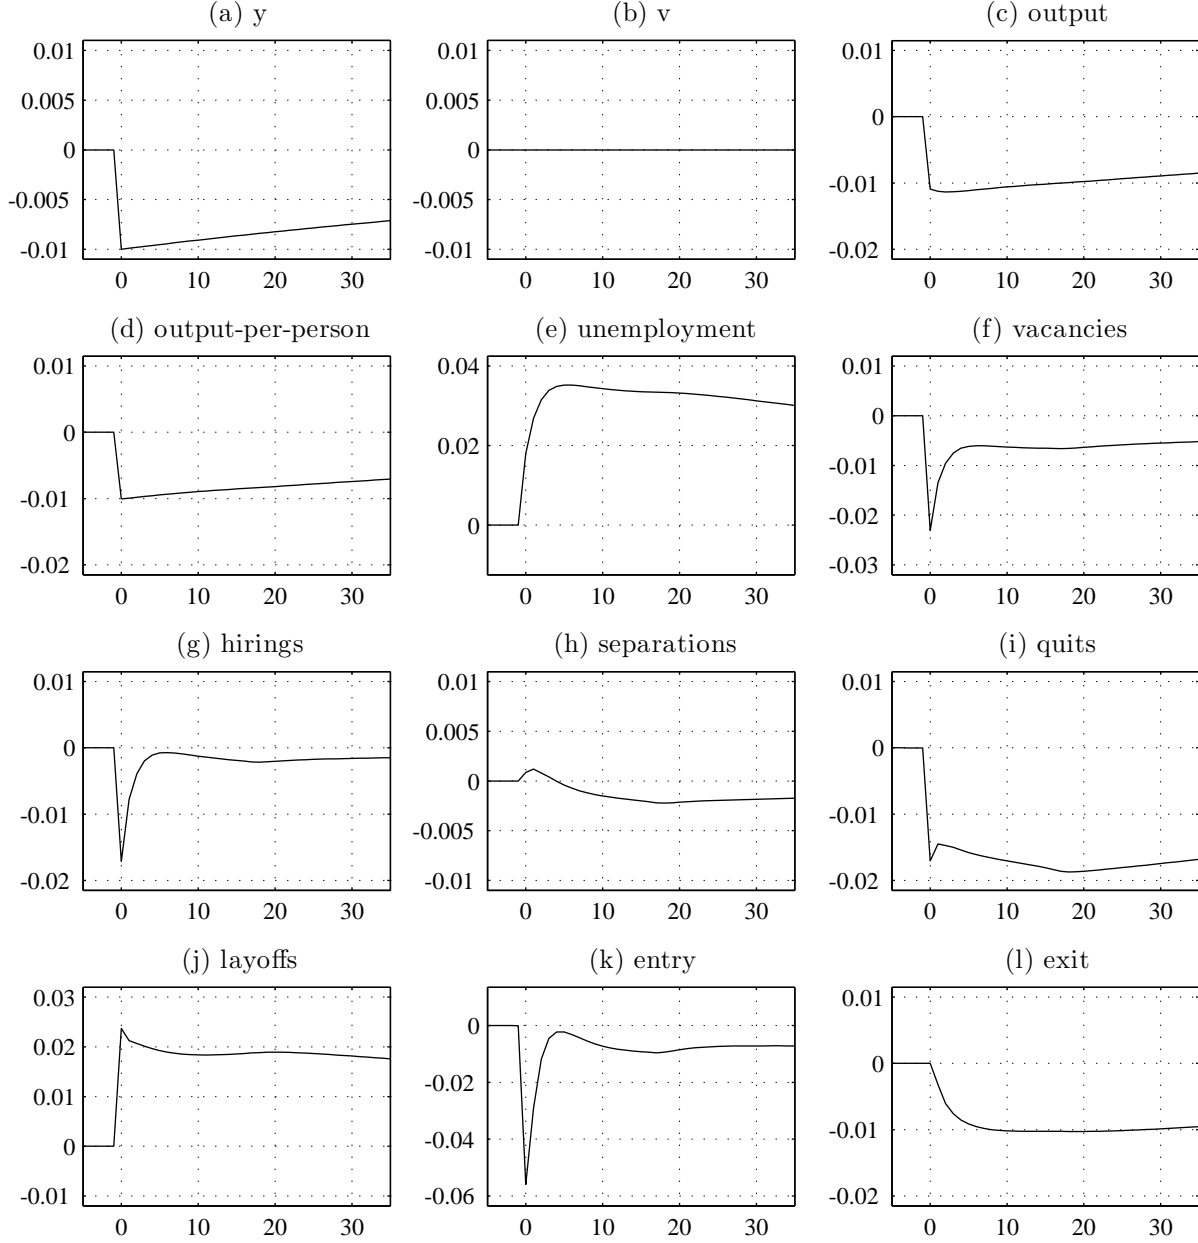 (a) y (b) v (c) output
0.01 0.01 0.01
0.005 0.005
0 0 0
-0.005 -0.005 -0.01
-0.01 -0.01 -0.02
0 10 20 30 0 10 20 30 0 10 20 30
(d) output-per-person (e) unemployment (f) vacancies
0.01 0.04 0.01
0 0.02 0
-0.01 0 -0.01
-0.02 -0.02
-0.03
0 10 20 30 0 10 20 30 0 10 20 30
(g) hirings (h) separations (i) quits
0.01 0.01 0.01
0.005
0 0 0
-0.01 -0.005 -0.01
-0.02 -0.01 -0.02
0 10 20 30 0 10 20 30 0 10 20 30
(j) layoffs (k) entry (l) exit
0.03 0 0.01
0.02 -0.02 0
0.01 -0.04 -0.01
0 -0.06 -0.02
-0.01
0 10 20 30 0 10 20 30 0 10 20 30